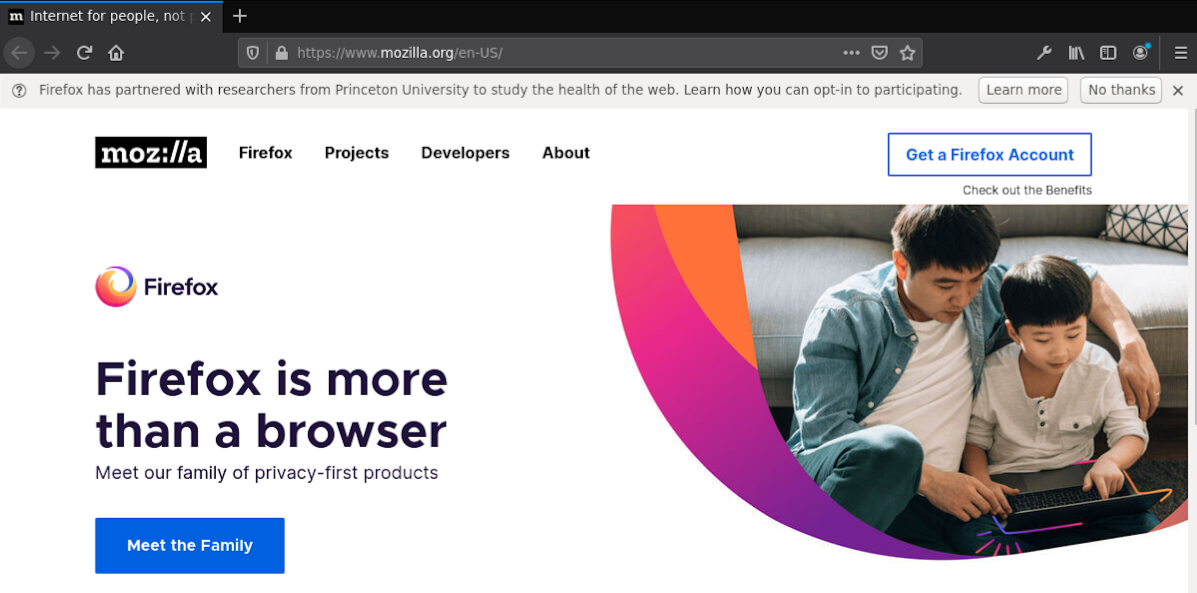 m Internet for people, not
https://www.mozilla.org/en-US/
Firefox has partnered with researchers from Princeton University to study the health of the web. Learn how you can opt-in to participating.
Learn more
No thanks
moz://a
Firefox
Projects
Developers
About
Get a Firefox Account
Check out the Benefits
Firefox
Firefox is more
than a browser
Meet our family of privacy-first products
Meet the Family